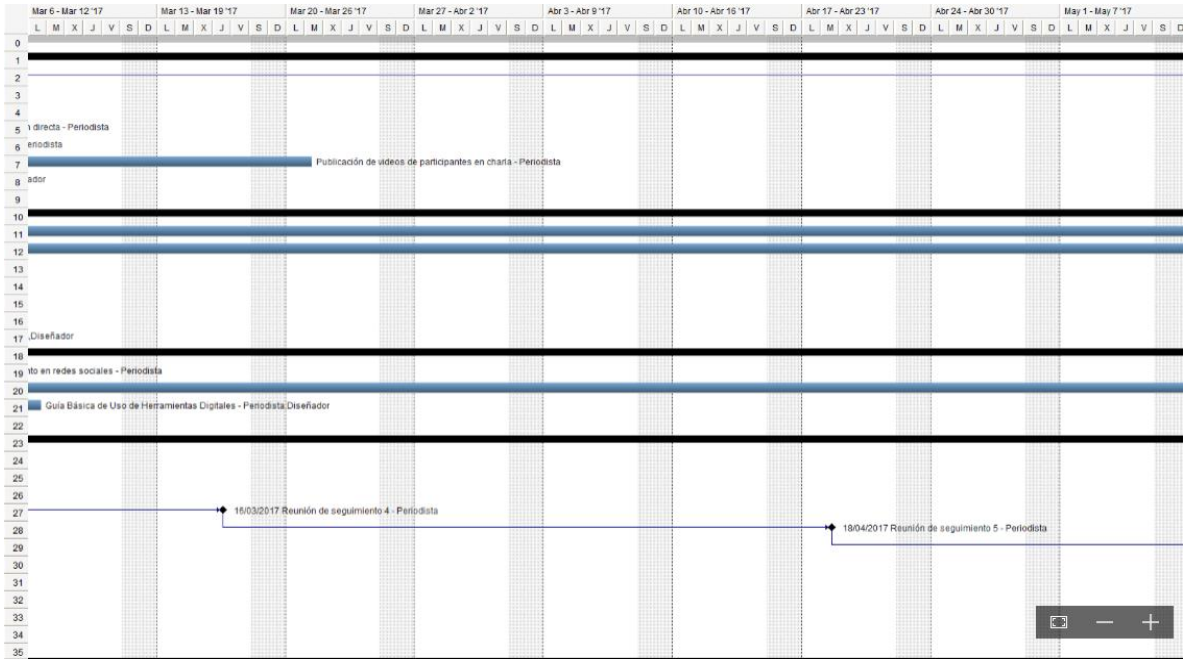 Mar 6 - Mar 12 '17 Mar 13 - Mar 19 '17 Mar 20 - Mar 26 '17 Mar 27 - Abr 2 '17 Abr 3 - Abr 9 '17 Abr 10 - Abr 16 '17 Abr 17 - Abr 23 '17 Abr 24 - Abr 30 '17 May 1 - May 7 '17
L M X J V S D L M X J V S D L M X J V S D L M X J V S D L M X J V S D L M X J V S D L M X J V S D L M X J V S D L M X J V S D
0
1
2
3
4
5 n directa - Periodista
6 eriodista
7 Publicación de videos de participantes en charla - Periodista
8 ador
9
10
11
12
13
14
15
16
17 ,Diseñador
18
19 nto en redes sociales - Periodista
20
21 Guía Básica de Uso de Herramientas Digitales - Periodista;Diseñador
22
23
24
25
26
27 16/03/2017 Reunión de seguimiento 4 - Periodista
28 18/04/2017 Reunión de seguimiento 5 - Periodista
29
30
31
32
33
34
35